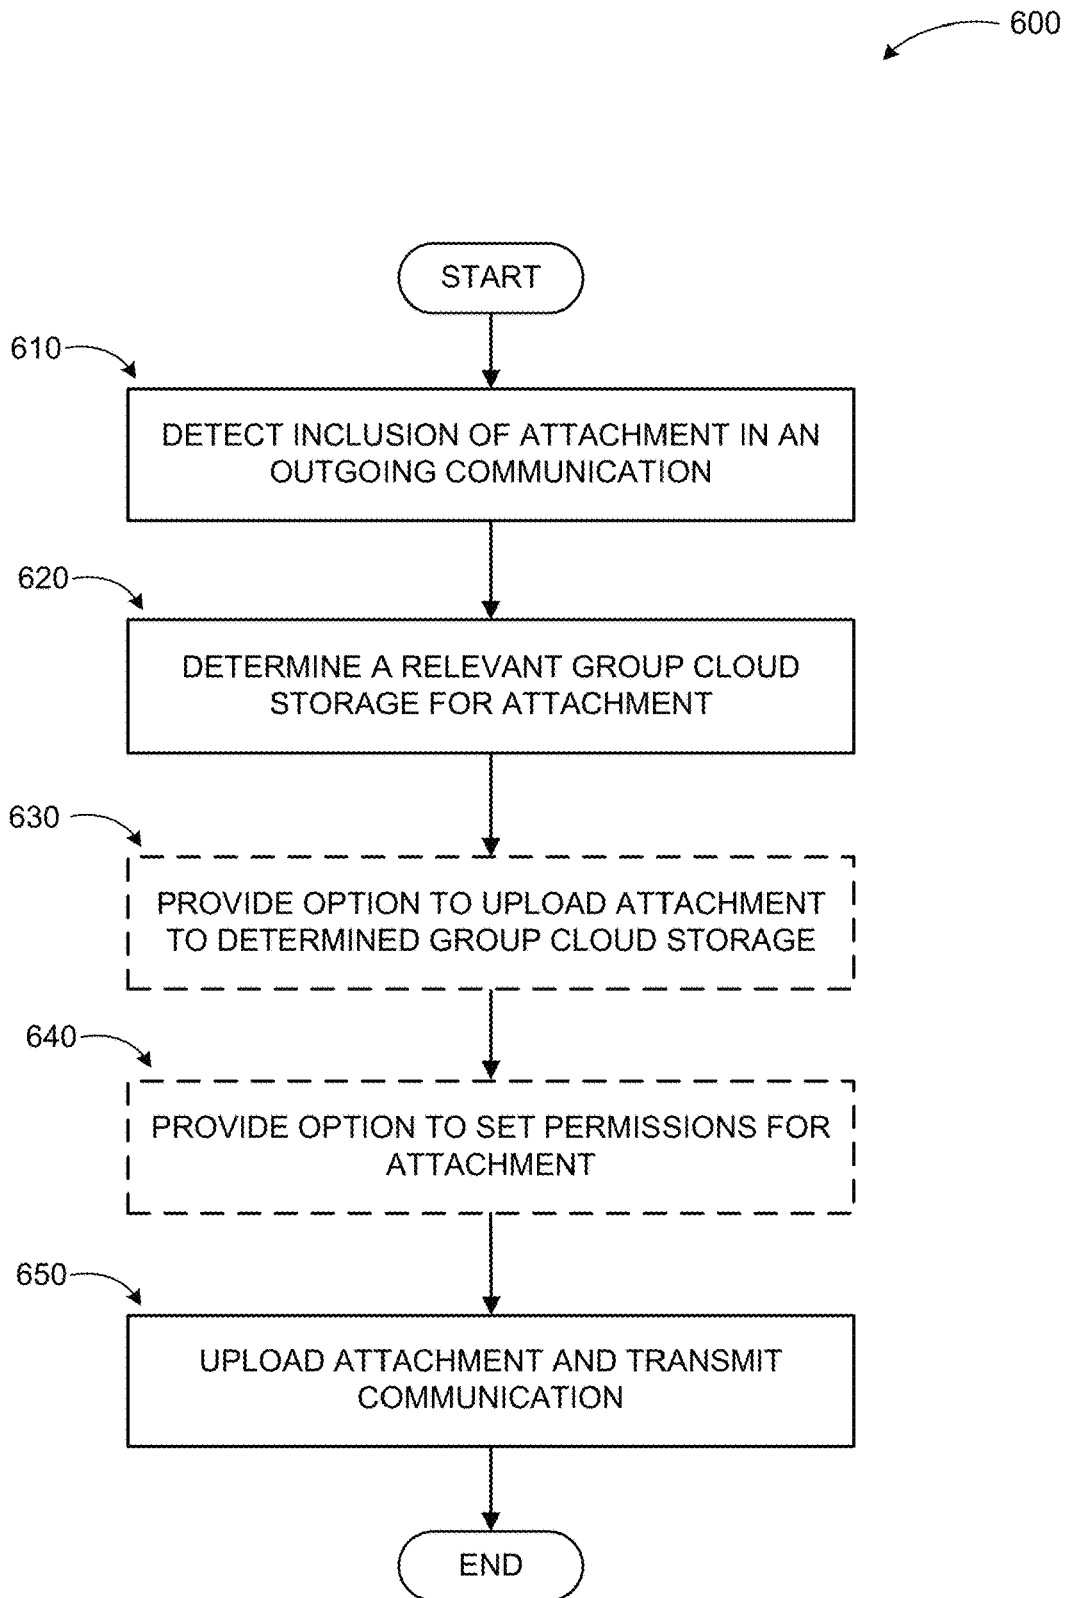 600
START
610
DETECT INCLUSION OF ATTACHMENT IN AN
OUTGOING COMMUNICATION
620
DETERMINE A RELEVANT GROUP CLOUD
STORAGE FOR ATTACHMENT
630
PROVIDE OPTION TO UPLOAD ATTACHMENT
TO DETERMINED GROUP CLOUD STORAGE
640
PROVIDE OPTION TO SET PERMISSIONS FOR
ATTACHMENT
650
UPLOAD ATTACHMENT AND TRANSMIT
COMMUNICATION
END